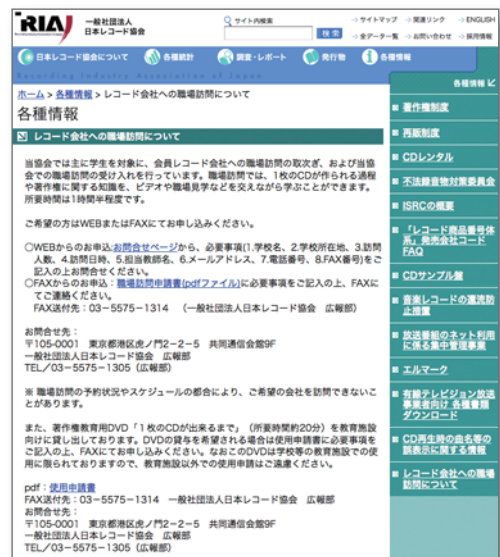 RIAJ
一般社団法人
日本レコード協会
サイト内検索
検索
サイトマップ
関連リンク
ENGLISH
全データ一覧
お問い合わせ
採用情報
日本レコード協会について
各種統計
調査・レポート
発行物
各種情報
Recording Industry Association of Japan
ホーム > 各種情報 > レコード会社への職場訪問について
各種情報
レコード会社への職場訪問について
当協会では主に学生を対象に、会員レコード会社への職場訪問の取次ぎ、および当協
会での職場訪問の受け入れを行っています。職場訪問では、1枚のCDが作られる過程
や著作権に関する知識を、ビデオや職場見学などを交えながら学ぶことができます。
所要時間は1時間半程度です。
ご希望の方はWEBまたはFAXにてお申し込みください。
○WEBからのお申込:お問合せページから、必要事項(1.学校名、2.学校所在地、3.訪問
人数、4.訪問日時、5.担当教師名、6.メールアドレス、7.電話番号、8.FAX番号)をご
記入の上お問合せください。
○FAXからのお申込：職場訪問申請書(pdfファイル)に必要事項をご記入の上、FAXに
てご連絡ください。
FAX送付先：03－5575－1314　（一般社団法人日本レコード協会　広報部）
お問合せ先：
〒105-0001　東京都港区虎ノ門2－2－5　共同通信会館9F
一般社団法人日本レコード協会　広報部
TEL／03－5575－1305（広報部）
※ 職場訪問の予約状況やスケジュールの都合により、ご希望の会社を訪問できないこ
とがあります。
また、著作権教育用DVD「１枚のCDが出来るまで」（所要時間約20分）を教育施設
向けに貸し出しております。DVDの貸与を希望される場合は使用申請書に必要事項を
ご記入の上、FAXにてお申し込みください。なおこのDVDは学校等の教育施設での使
用に限られておりますので、教育施設以外での使用申請はご遠慮ください。
pdf：使用申請書
FAX送付先：03－5575－1314　一般社団法人日本レコード協会　広報部
お問合せ先：
〒105-0001　東京都港区虎ノ門2－2－5　共同通信会館9F
一般社団法人日本レコード協会　広報部
TEL／03－5575－1305（広報部）
各種情報
著作権制度
再販制度
CDレンタル
不法録音物対策委員会
ISRCの概要
「レコード商品番号体
系」発売会社コード
FAQ
CDサンプル盤
音楽レコードの還流防
止措置
放送番組のネット利用
に係る集中管理事業
エルマーク
有線テレビジョン放送
事業者向け 各種書類
ダウンロード
CD再生時の曲名等の
誤表示に関する情報
レコード会社への職場
訪問について